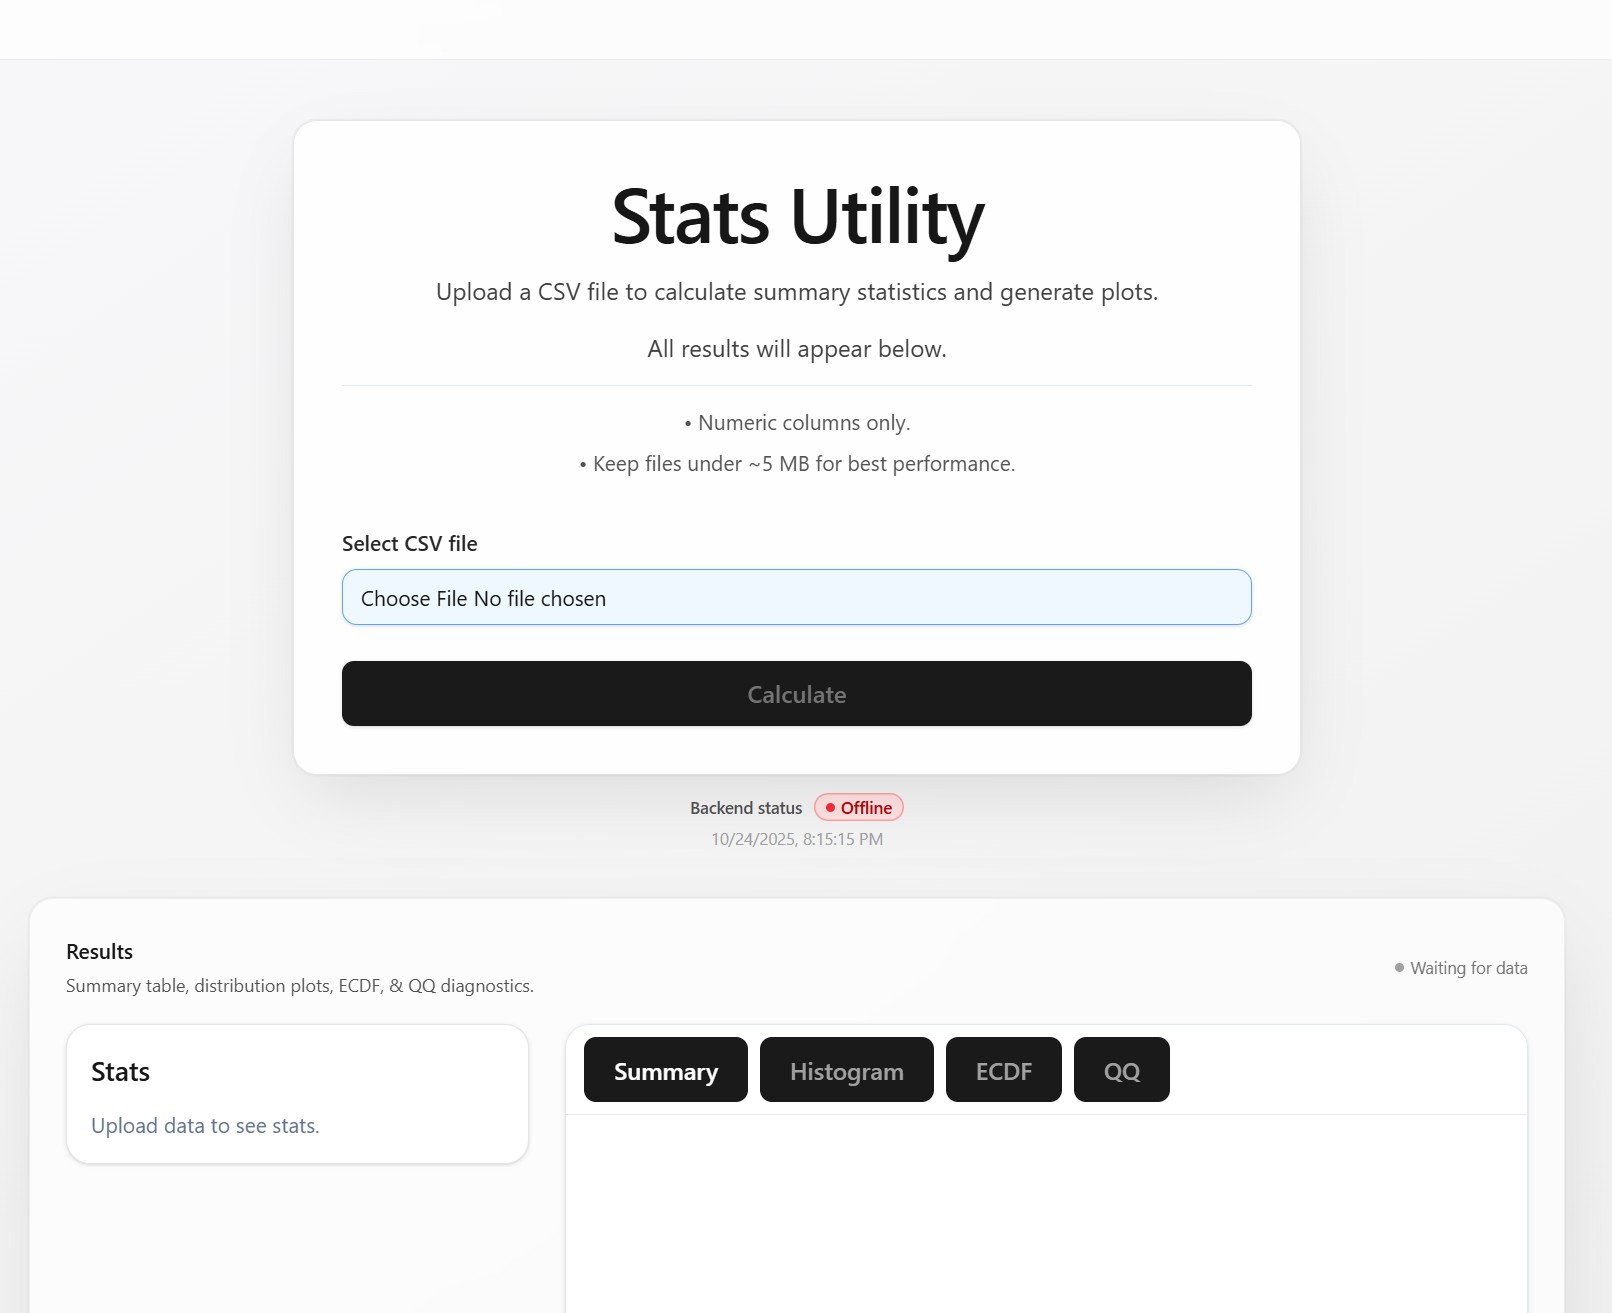 Stats Utility
Upload a CSV file to calculate summary statistics and generate plots.
All results will appear below.
• Numeric columns only.
• Keep files under ~5 MB for best performance.
Select CSV file
Choose File No file chosen
Calculate
Backend status Offline
10/24/2025, 8:15:15 PM
Results
Summary table, distribution plots, ECDF, & QQ diagnostics.
Waiting for data
Stats
Upload data to see stats.
Summary Histogram ECDF QQ